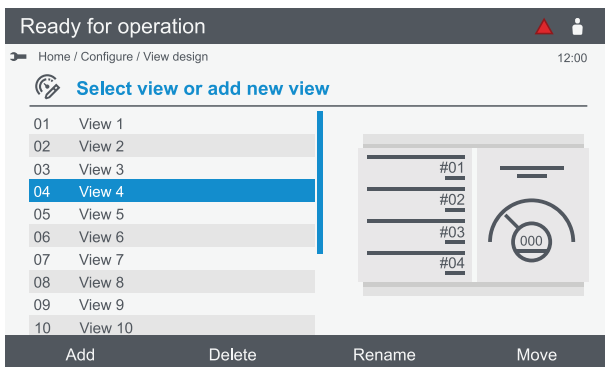 Ready for operation
Home / Configure / View design
12:00
Select view or add new view
01 View 1
02 View 2
03 View 3
04 View 4
05 View 5
06 View 6
07 View 7
08 View 8
09 View 9
10 View 10
#01
#02
#03
#04
000
Add Delete Rename Move